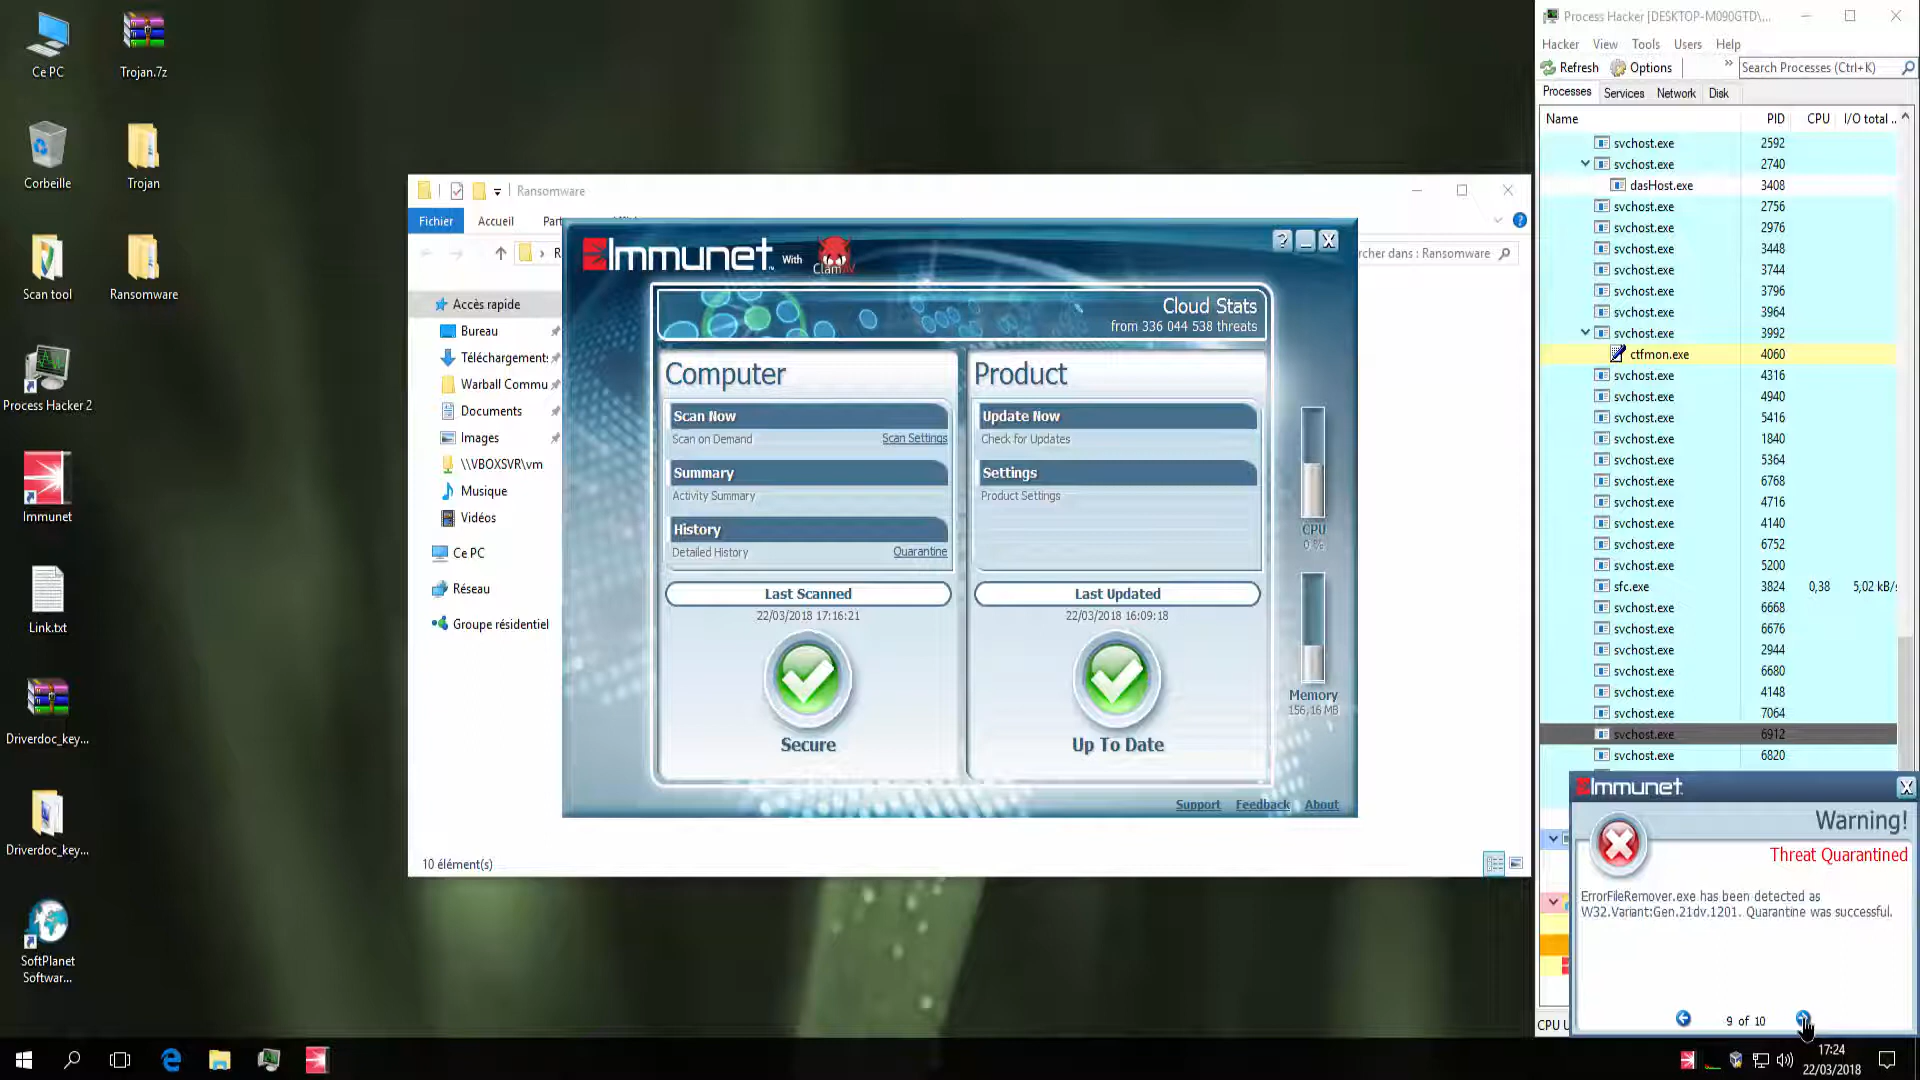 Ce PC
Trojan.7z
Corbeille
Trojan
Scan tool
Ransomware
Process Hacker 2
Immunet
Link.txt
Driverdoc_key...
Driverdoc_key...
SoftPlanet
Softwar...
Ransomware
Fichier
Accueil
Part
rcher dans : Ransomware
Accès rapide
Bureau
Téléchargement:
Warball Commu
Documents
Images
\\VBOXSVR\vm
Musique
Vidéos
Ce PC
Réseau
Groupe résidentiel
10 élément(s)
Immunet With ClamAV
Cloud Stats
from 336 044 538 threats
Computer
Scan Now
Scan on Demand Scan Settings
Summary
Activity Summary
History
Detailed History Quarantine
Last Scanned
22/03/2018 17:16:21
Secure
Product
Update Now
Check for Updates
Settings
Product Settings
Last Updated
22/03/2018 16:09:18
Up To Date
CPU
0 %
Memory
156,16 MB
Support Feedback About
Process Hacker [DESKTOP-M090GTD\...
Hacker View Tools Users Help
Refresh Options » Search Processes (Ctrl+K)
Processes Services Network Disk
Name PID CPU I/O total ..
svchost.exe 2592
svchost.exe 2740
dasHost.exe 3408
svchost.exe 2756
svchost.exe 2976
svchost.exe 3448
svchost.exe 3744
svchost.exe 3796
svchost.exe 3964
svchost.exe 3992
ctfmon.exe 4060
svchost.exe 4316
svchost.exe 4940
svchost.exe 5416
svchost.exe 1840
svchost.exe 5364
svchost.exe 6768
svchost.exe 4716
svchost.exe 4140
svchost.exe 6752
svchost.exe 5200
sfc.exe 3824 0,38 5,02 kB/s
svchost.exe 6668
svchost.exe 6676
svchost.exe 2944
svchost.exe 6680
svchost.exe 4148
svchost.exe 7064
svchost.exe 6912
svchost.exe 6820
CPU U
Immunet
Warning!
Threat Quarantined
ErrorFileRemover.exe has been detected as
W32.Variant:Gen.21dv.1201. Quarantine was successful.
9 of 10
17:24
22/03/2018